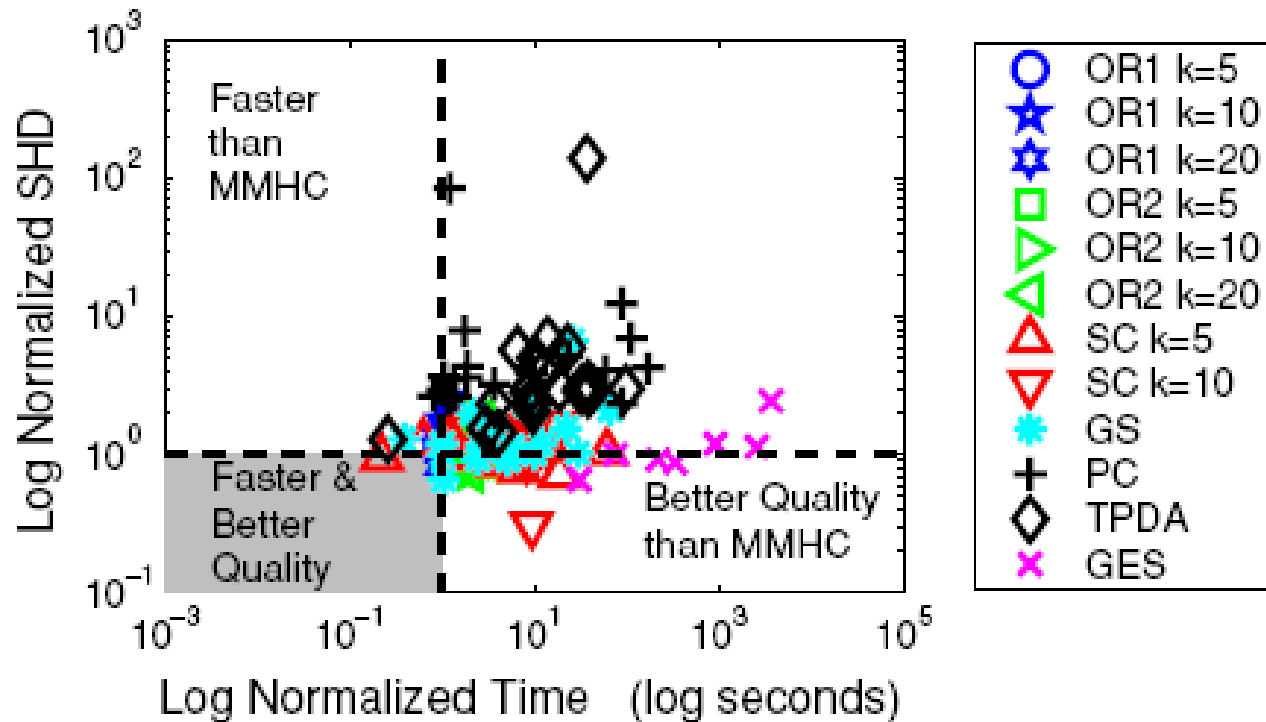 10^3
10^2
10^1
10^0
10^-1
Log Normalized SHD
Faster
than
MMHC
Faster &
Better
Quality
Better Quality
than MMHC
10^-3
10^-1
10^1
10^3
10^5
Log Normalized Time (log seconds)
OR1 k=5
OR1 k=10
OR1 k=20
OR2 k=5
OR2 k=10
OR2 k=20
SC k=5
SC k=10
GS
PC
TPDA
GES